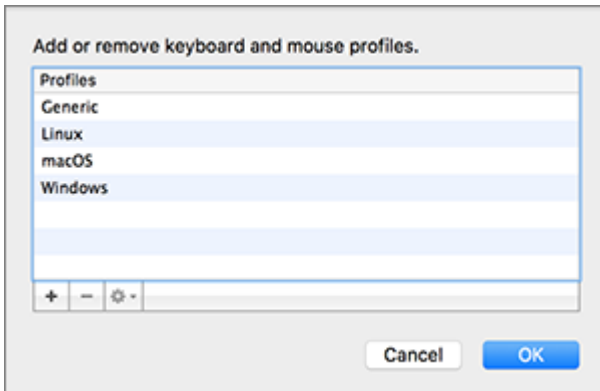 Add or remove keyboard and mouse profiles.
Profiles
Generic
Linux
macOS
Windows
+ −
Cancel OK